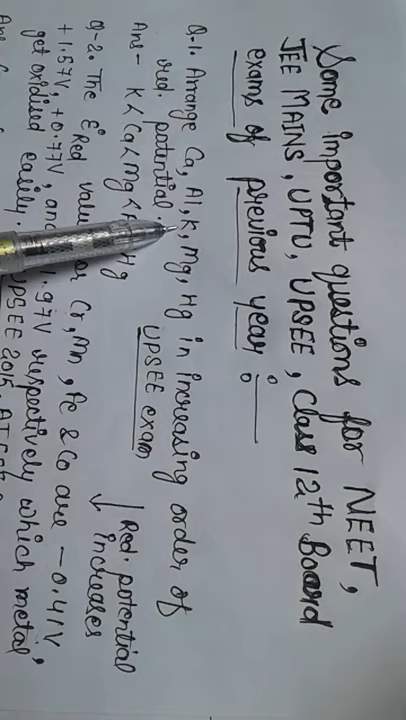 Some important questions for NEET,
JEE MAINS, UPTU, UPSEE, class 12th Board
exams of previous year :
Q.1. Arrange Ca, Al, K, Mg, Hg in increasing order of
red. potential.
UPSEE exam
Ans- K < Ca < Mg < Hg
Red. potential
increases
Q-2. The E Red value Cr, Mn, Fe & Co are -0.41V,
+1.57V, +0.77V, and 1.97V respectively which metal
get oxidised easily. UPSEE 2015,